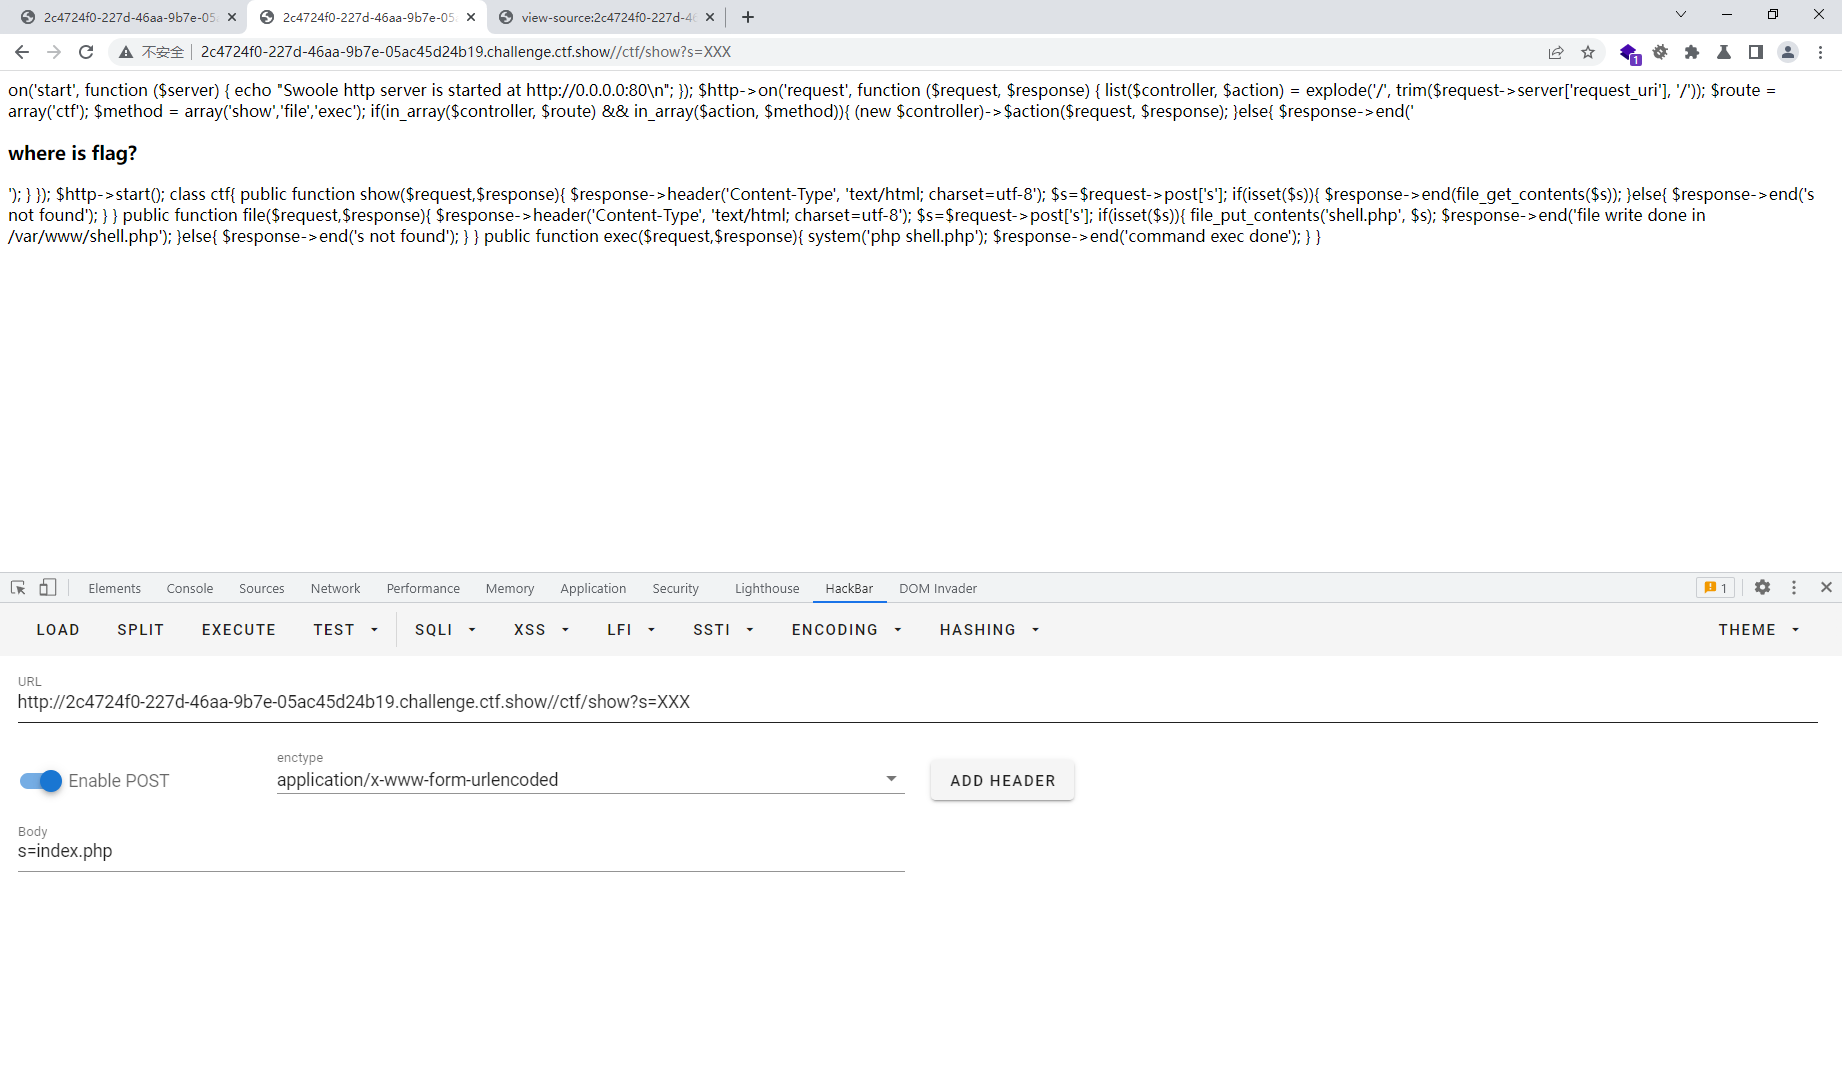 2c4724f0-227d-46aa-9b7e-05
2c4724f0-227d-46aa-9b7e-05
view-source:2c4724f0-227d-46
不安全
2c4724f0-227d-46aa-9b7e-05ac45d24b19.challenge.ctf.show//ctf/show?s=XXX
1
on('start', function ($server) { echo "Swoole http server is started at http://0.0.0.0:80\n"; }); $http->on('request', function ($request, $response) { list($controller, $action) = explode('/', trim($request->server['request_uri'], '/')); $route =
array('ctf'); $method = array('show','file','exec'); if(in_array($controller, $route) && in_array($action, $method)){ (new $controller)->$action($request, $response); }else{ $response->end('
where is flag?
'); } }); $http->start(); class ctf{ public function show($request,$response){ $response->header('Content-Type', 'text/html; charset=utf-8'); $s=$request->post['s']; if(isset($s)){ $response->end(file_get_contents($s)); }else{ $response->end('s
not found'); } } public function file($request,$response){ $response->header('Content-Type', 'text/html; charset=utf-8'); $s=$request->post['s']; if(isset($s)){ file_put_contents('shell.php', $s); $response->end('file write done in
/var/www/shell.php'); }else{ $response->end('s not found'); } } public function exec($request,$response){ system('php shell.php'); $response->end('command exec done'); } }
Elements Console Sources Network Performance Memory Application Security Lighthouse HackBar DOM Invader 1
LOAD SPLIT EXECUTE TEST SQLI XSS LFI SSTI ENCODING HASHING THEME
URL
http://2c4724f0-227d-46aa-9b7e-05ac45d24b19.challenge.ctf.show//ctf/show?s=XXX
Enable POST
enctype
application/x-www-form-urlencoded
ADD HEADER
Body
s=index.php